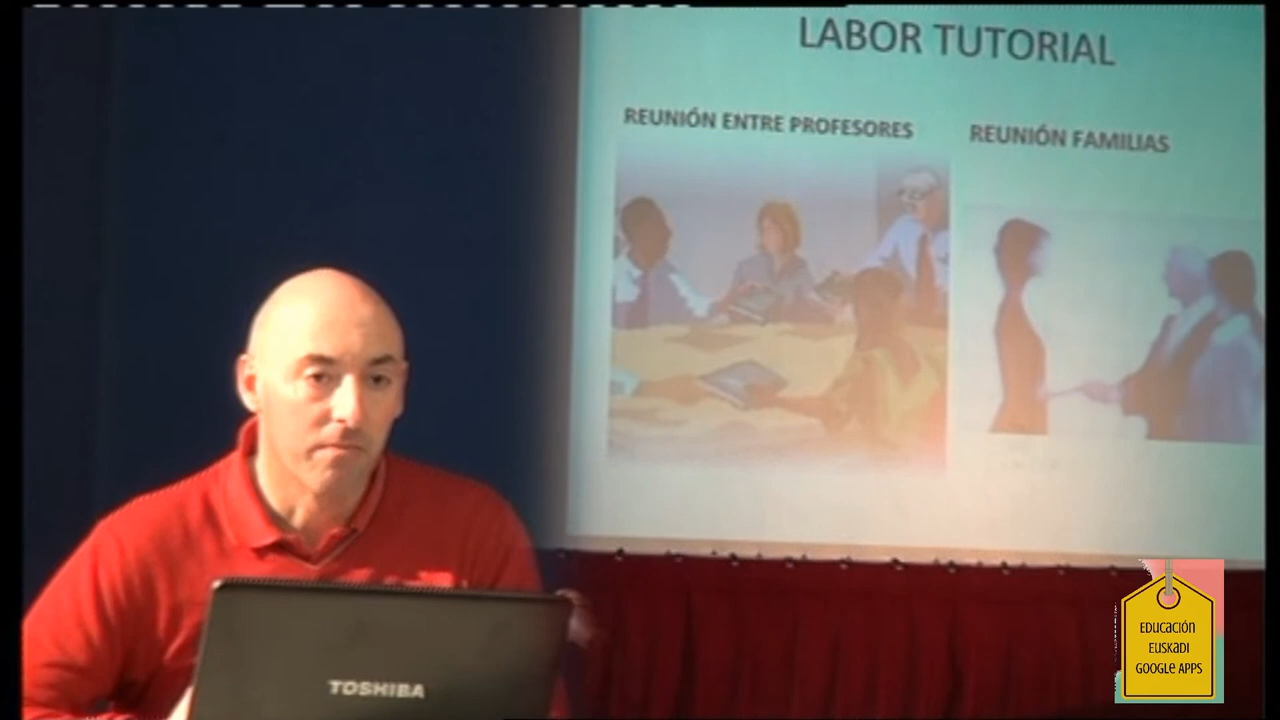 LABOR TUTORIAL
REUNIÓN ENTRE PROFESORES
REUNIÓN FAMILIAS
TOSHIBA
EDUCACIÓN
EUSKADI
GOOGLE APPS